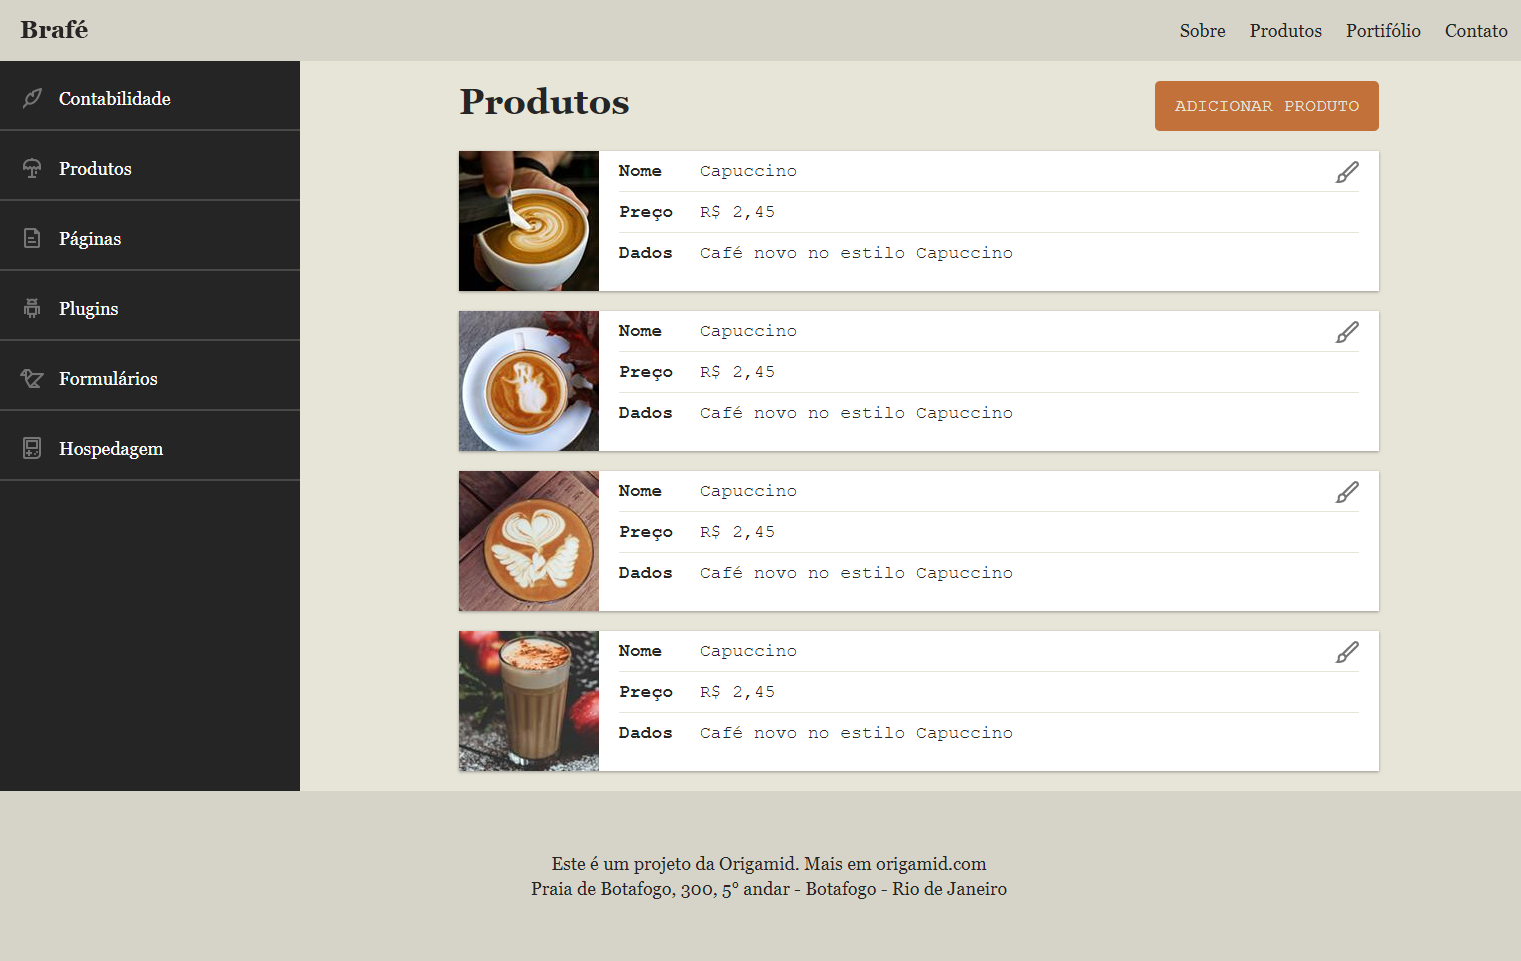 Brafé
Sobre Produtos Portifólio Contato
Contabilidade
Produtos
Páginas
Plugins
Formulários
Hospedagem
Produtos
ADICIONAR PRODUTO
Nome Capuccino
Preço R$ 2,45
Dados Café novo no estilo Capuccino
Nome Capuccino
Preço R$ 2,45
Dados Café novo no estilo Capuccino
Nome Capuccino
Preço R$ 2,45
Dados Café novo no estilo Capuccino
Nome Capuccino
Preço R$ 2,45
Dados Café novo no estilo Capuccino
Este é um projeto da Origamid. Mais em origamid.com
Praia de Botafogo, 300, 5° andar - Botafogo - Rio de Janeiro